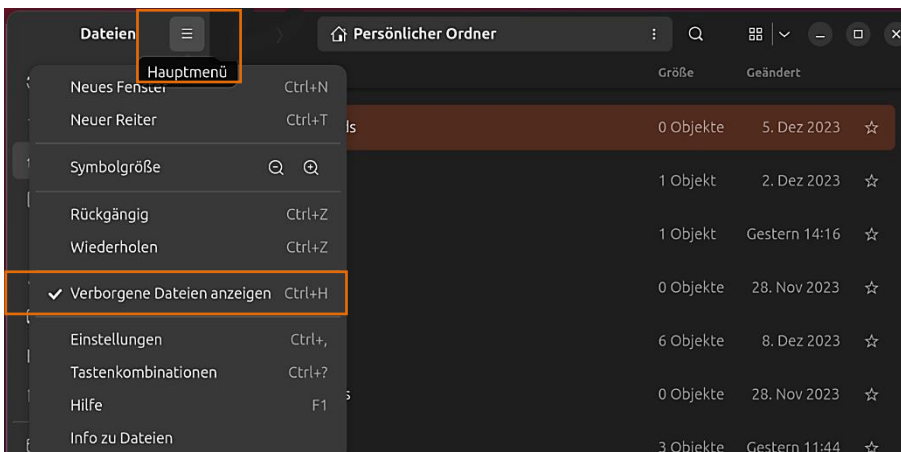 Dateien
Persönlicher Ordner
Hauptmenü
Größe Geändert
Neues Fenster Ctrl+N
Neuer Reiter Ctrl+T
Symbolgröße
Rückgängig Ctrl+Z
Wiederholen Ctrl+Z
Verborgene Dateien anzeigen Ctrl+H
Einstellungen Ctrl+,
Tastenkombinationen Ctrl+?
Hilfe F1
Info zu Dateien
ds 0 Objekte 5. Dez 2023
1 Objekt 2. Dez 2023
1 Objekt Gestern 14:16
0 Objekte 28. Nov 2023
6 Objekte 8. Dez 2023
s 0 Objekte 28. Nov 2023
3 Objekte Gestern 11:44